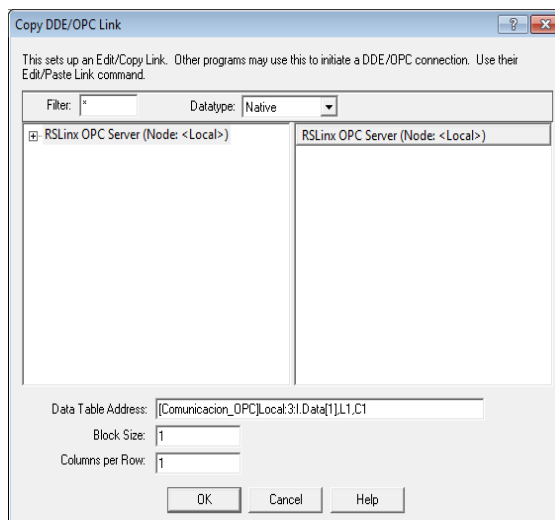 Copy DDE/OPC Link
This sets up an Edit/Copy Link. Other programs may use this to initiate a DDE/OPC connection. Use their
Edit/Paste Link command.
Filter: * Datatype: Native
RSLinx OPC Server (Node: <Local>) RSLinx OPC Server (Node: <Local>)
Data Table Address: [Comunicacion_OPC]Local:3:I.Data[1],L1,C1
Block Size: 1
Columns per Row: 1
OK Cancel Help